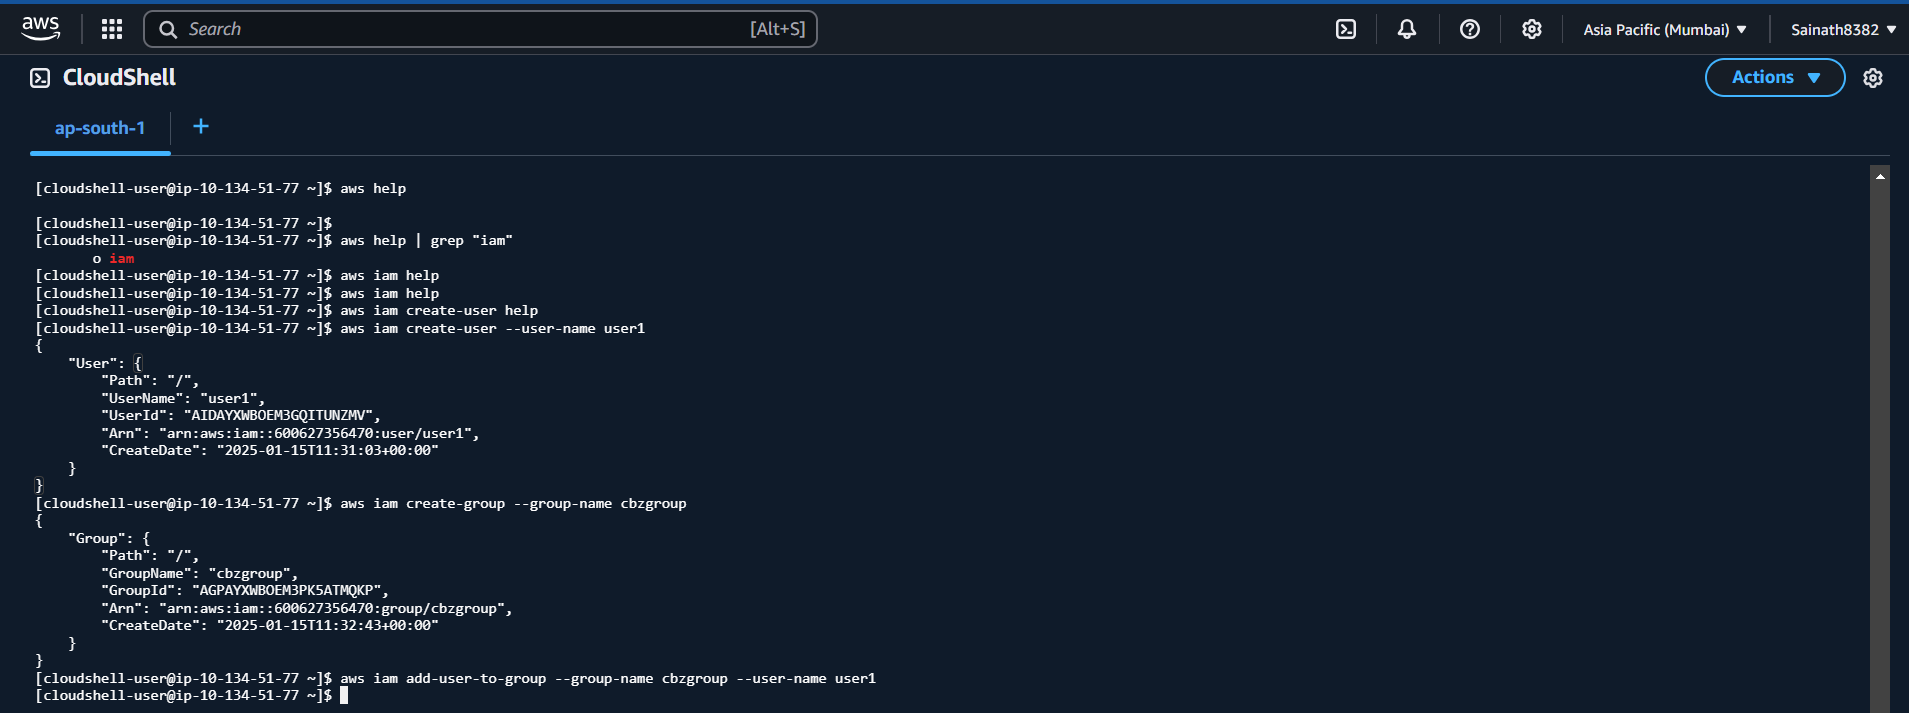 aws
Search [Alt+S]
Asia Pacific (Mumbai) ▼
Sainath8382 ▼
CloudShell
Actions ▼
ap-south-1 +
[cloudshell-user@ip-10-134-51-77 ~]$ aws help
[cloudshell-user@ip-10-134-51-77 ~]$
[cloudshell-user@ip-10-134-51-77 ~]$ aws help | grep "iam"
       o iam
[cloudshell-user@ip-10-134-51-77 ~]$ aws iam help
[cloudshell-user@ip-10-134-51-77 ~]$ aws iam help
[cloudshell-user@ip-10-134-51-77 ~]$ aws iam create-user help
[cloudshell-user@ip-10-134-51-77 ~]$ aws iam create-user --user-name user1
{
    "User": {
        "Path": "/",
        "UserName": "user1",
        "UserId": "AIDAYXWBOEM3GQITUNZMV",
        "Arn": "arn:aws:iam::600627356470:user/user1",
        "CreateDate": "2025-01-15T11:31:03+00:00"
    }
}
[cloudshell-user@ip-10-134-51-77 ~]$ aws iam create-group --group-name cbzgroup
{
    "Group": {
        "Path": "/",
        "GroupName": "cbzgroup",
        "GroupId": "AGPAYXWBOEM3PK5ATMQKP",
        "Arn": "arn:aws:iam::600627356470:group/cbzgroup",
        "CreateDate": "2025-01-15T11:32:43+00:00"
    }
}
[cloudshell-user@ip-10-134-51-77 ~]$ aws iam add-user-to-group --group-name cbzgroup --user-name user1
[cloudshell-user@ip-10-134-51-77 ~]$